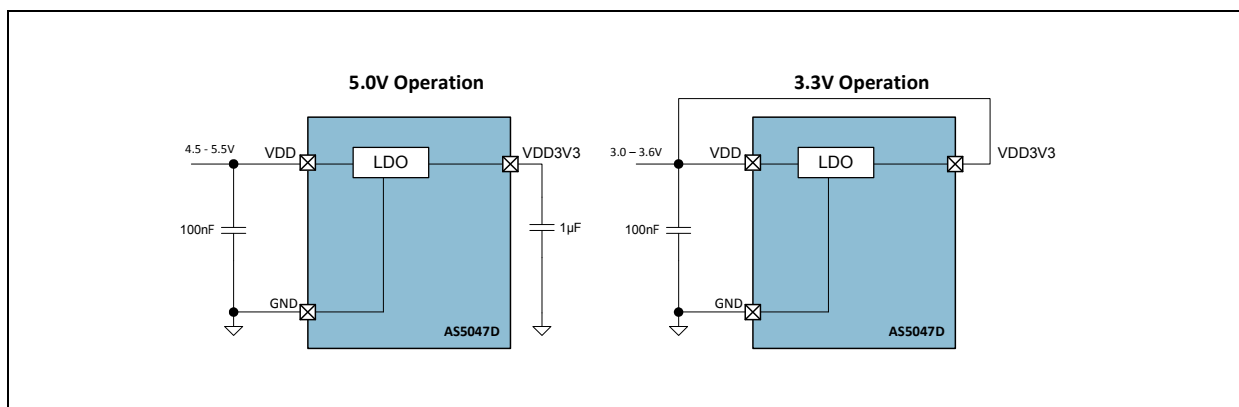 5.0V Operation
4.5 - 5.5V
VDD
LDO
VDD3V3
100nF
1µF
GND
AS5047D
3.3V Operation
3.0 – 3.6V
VDD
LDO
VDD3V3
100nF
GND
AS5047D